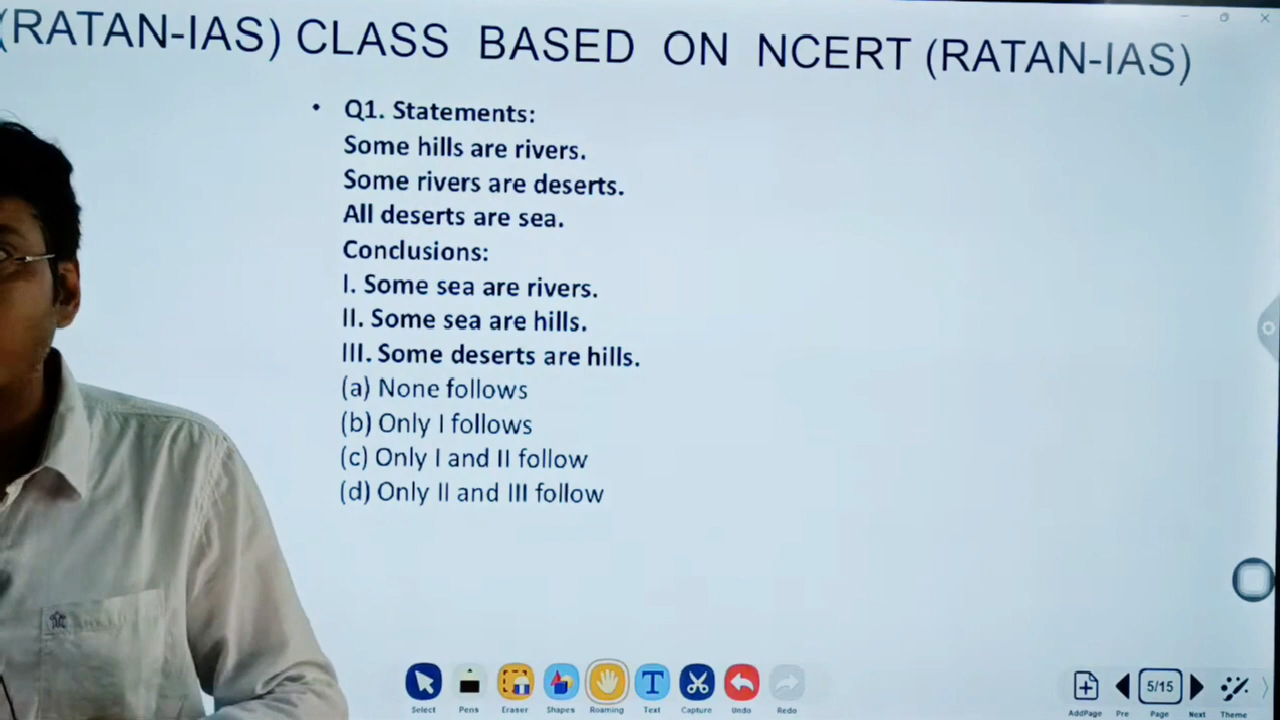 (RATAN-IAS) CLASS BASED ON NCERT (RATAN-IAS)
• Q1. Statements:
Some hills are rivers.
Some rivers are deserts.
All deserts are sea.
Conclusions:
I. Some sea are rivers.
II. Some sea are hills.
III. Some deserts are hills.
(a) None follows
(b) Only I follows
(c) Only I and II follow
(d) Only II and III follow
Select Pens Eraser Shapes Roaming Text Capture Undo Redo
5/15
AddPage Pre Page Next Theme